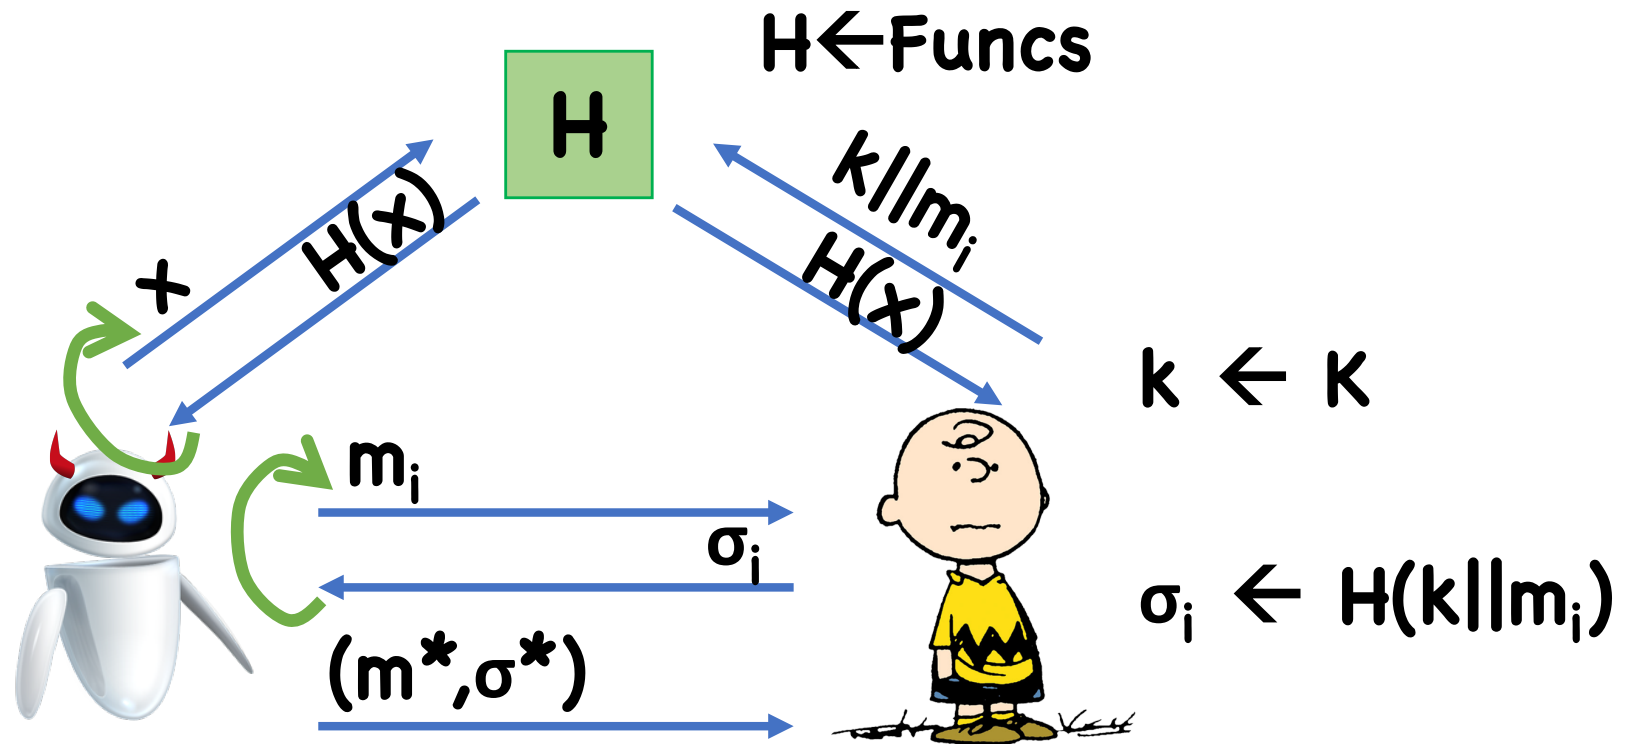 H←Funcs
H
k||mᵢ
x
H(x)
H(x)
k ← K
mᵢ
σᵢ
σᵢ ← H(k||mᵢ)
(m*,σ*)